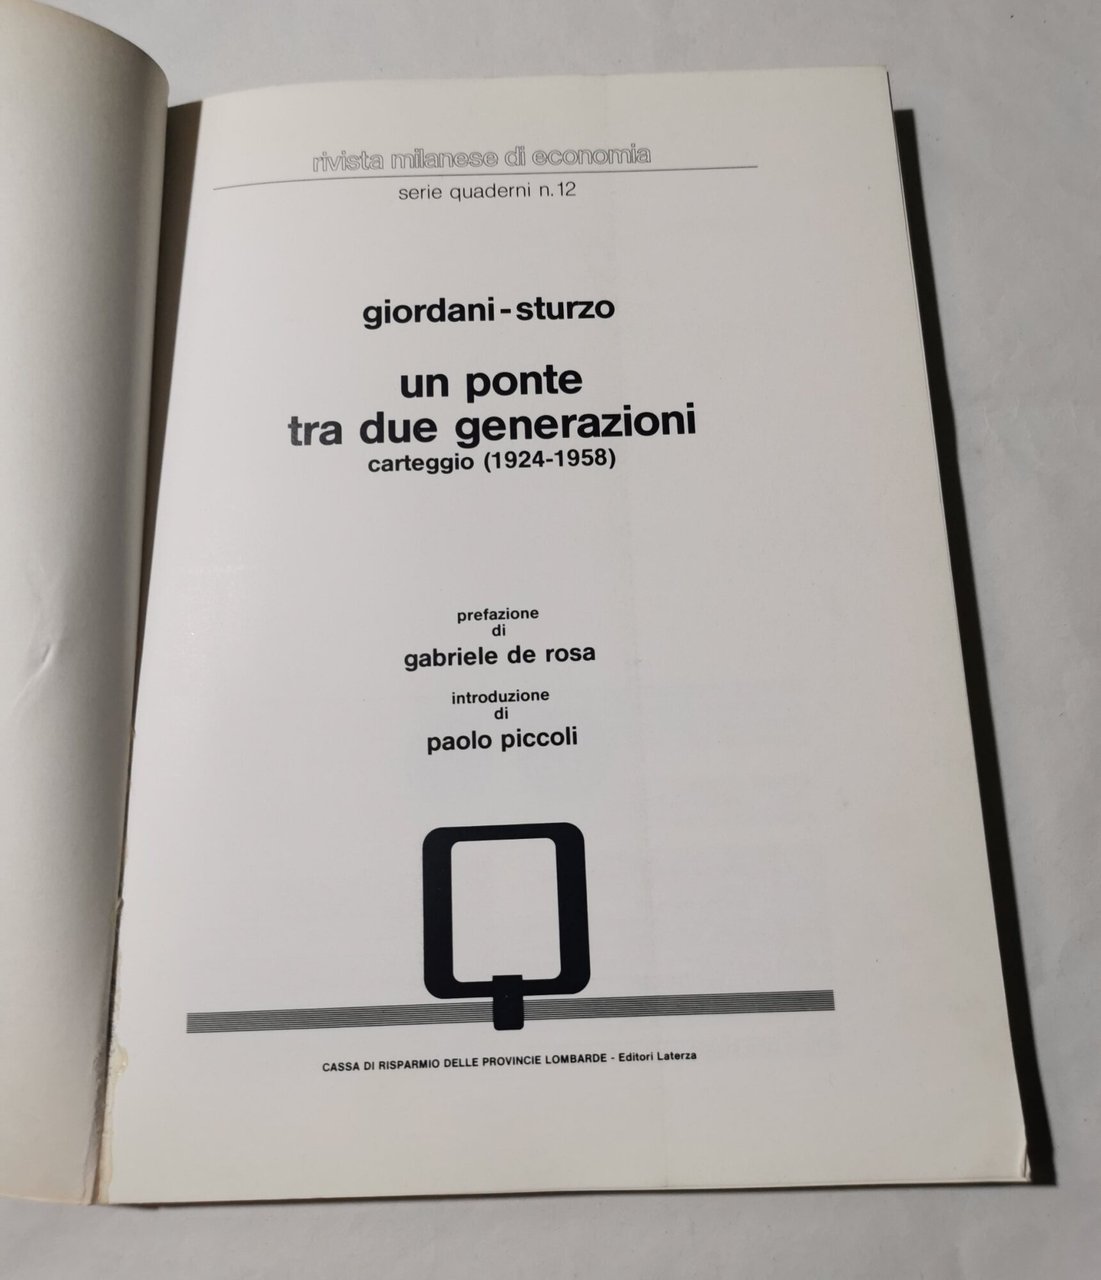 rivista milanese di economia
serie quaderni n.12
giordani-sturzo
un ponte
tra due generazioni
carteggio (1924-1958)
prefazione
di
gabriele de rosa
introduzione
di
paolo piccoli
Q
CASSA DI RISPARMIO DELLE PROVINCIE LOMBARDE - Editori Laterza